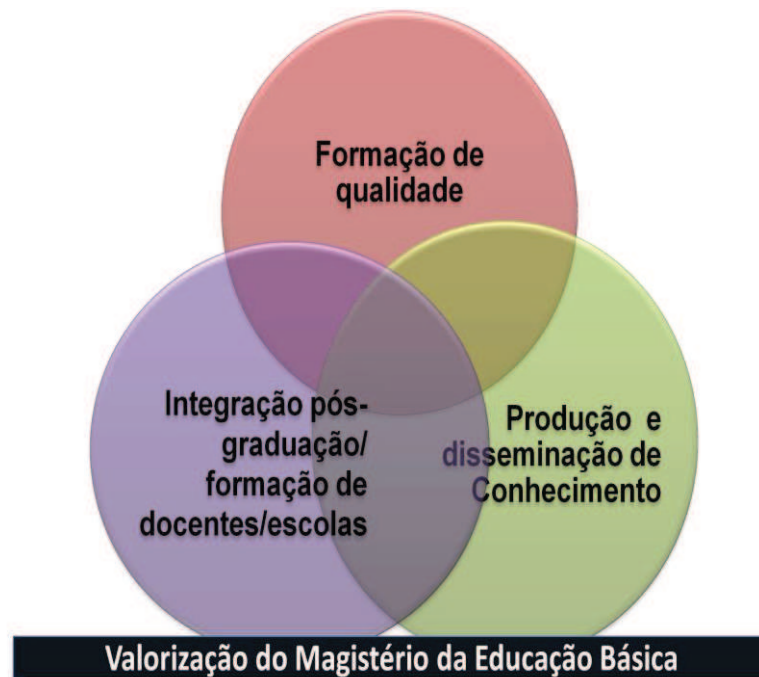 Formação de
qualidade
Integração pós-
graduação/
formação de
docentes/escolas
Produção e
disseminação de
Conhecimento
Valorização do Magistério da Educação Básica